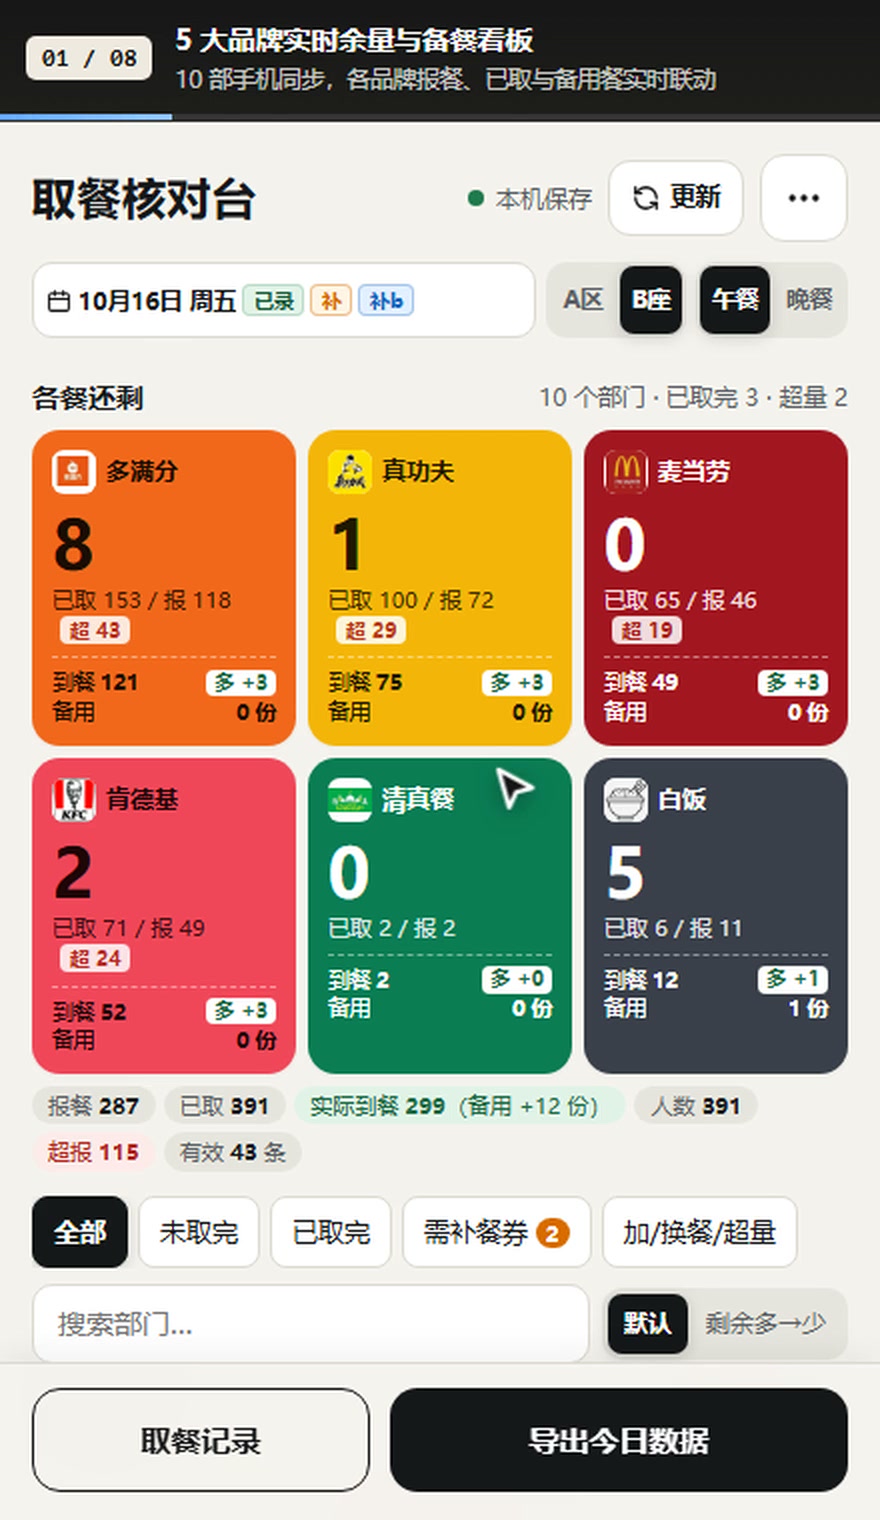 01 / 08
5 大品牌实时余量与备餐看板
10 部手机同步，各品牌报餐、已取与备用餐实时联动
取餐核对台
本机保存
更新
10月16日 周五 已录 补 补b
A区 B座 午餐 晚餐
各餐还剩
10 个部门 · 已取完 3 · 超量 2
多满分
8
已取 153 / 报 118
超 43
到餐 121 多 +3
备用 0 份
真功夫
1
已取 100 / 报 72
超 29
到餐 75 多 +3
备用 0 份
麦当劳
0
已取 65 / 报 46
超 19
到餐 49 多 +3
备用 0 份
肯德基
KFC
2
已取 71 / 报 49
超 24
到餐 52 多 +3
备用 0 份
清真餐
0
已取 2 / 报 2
到餐 2 多 +0
备用 0 份
白饭
5
已取 6 / 报 11
到餐 12 多 +1
备用 1 份
报餐 287 已取 391 实际到餐 299 (备用 +12 份) 人数 391
超报 115 有效 43 条
全部 未取完 已取完 需补餐券 2 加/换餐/超量
搜索部门... 默认 剩余多→少
取餐记录 导出今日数据